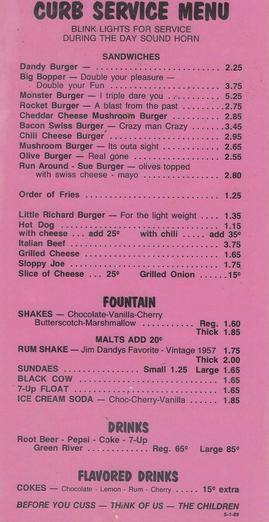 CURB SERVICE MENU
BLINK LIGHTS FOR SERVICE
DURING THE DAY SOUND HORN
SANDWICHES
Dandy Burger — . . . . . . . . . . . . . . . . . . 2.25
Big Bopper — Double your pleasure —
Double your Fun . . . . . . . . . . . . . . 3.75
Monster Burger — I triple dare you . . . . . . . 5.25
Rocket Burger — A blast from the past . . . . . . 2.75
Cheddar Cheese Mushroom Burger . . . . . . 2.85
Bacon Swiss Burger — Crazy man Crazy . . . . 3.45
Chili Cheese Burger . . . . . . . . . . . . . . . . 2.95
Mushroom Burger — Its outa sight . . . . . . . . 2.65
Olive Burger — Real gone . . . . . . . . . . . . . 2.55
Run Around - Sue Burger — olives topped
with swiss cheese - mayo . . . . . . . . . . 2.80
Order of Fries . . . . . . . . . . . . . . . . . . 1.25
Little Richard Burger — For the light weight . . . . 1.35
Hot Dog . . . . . . . . . . . . . . . . . . . . . . 1.15
with cheese . . . add 25¢ with chili . . . . add 35¢
Italian Beef . . . . . . . . . . . . . . . . . . . . 3.75
Grilled Cheese . . . . . . . . . . . . . . . . . . 1.65
Sloppy Joe . . . . . . . . . . . . . . . . . . . . 1.75
Slice of Cheese . . . 25¢ Grilled Onion . . . . . . 15¢
FOUNTAIN
SHAKES — Chocolate-Vanilla-Cherry
Butterscotch-Marshmallow . . . . . . . . Reg. 1.60
Thick 1.85
MALTS ADD 20¢
RUM SHAKE — Jim Dandys Favorite - Vintage 1957 1.75
Thick 2.00
SUNDAES . . . . . . . . . . Small 1.25 Large 1.65
BLACK COW . . . . . . . . . . . . . . . . . . . . 1.65
7-Up FLOAT . . . . . . . . . . . . . . . . . . . . 1.65
ICE CREAM SODA — Choc-Cherry-Vanilla . . . . . 1.85
DRINKS
Root Beer - Pepsi - Coke - 7-Up
Green River . . . . . . . . . Reg. 65¢ Large 85¢
FLAVORED DRINKS
COKES — Chocolate - Lemon - Rum - Cherry . . . . . 15¢ extra
BEFORE YOU CUSS — THiNK OF US — THE CHILDREN